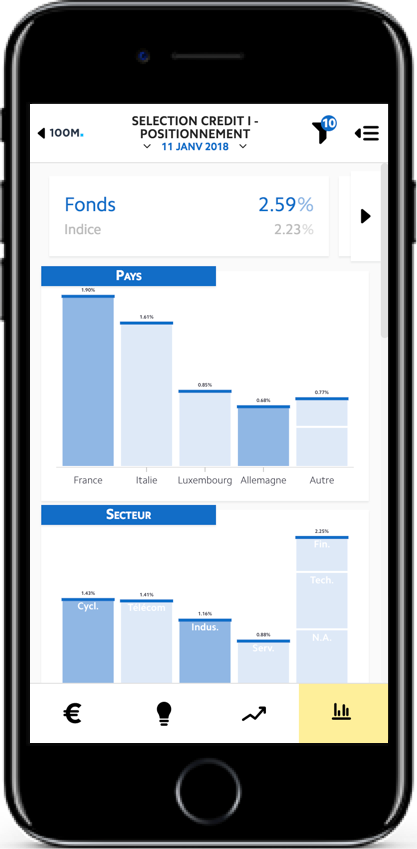 100M.
SELECTION CREDIT I -
POSITIONNEMENT
11 JANV 2018
10
Fonds 2.59%
Indice 2.23%
PAYS
1.90%
1.61%
0.85%
0.68%
0.77%
France Italie Luxembourg Allemagne Autre
SECTEUR
2.25%
Fin.
Tech.
1.43%
1.41%
Cycl. Télécom
1.16%
Indus.
N.A.
0.88%
Serv.
€